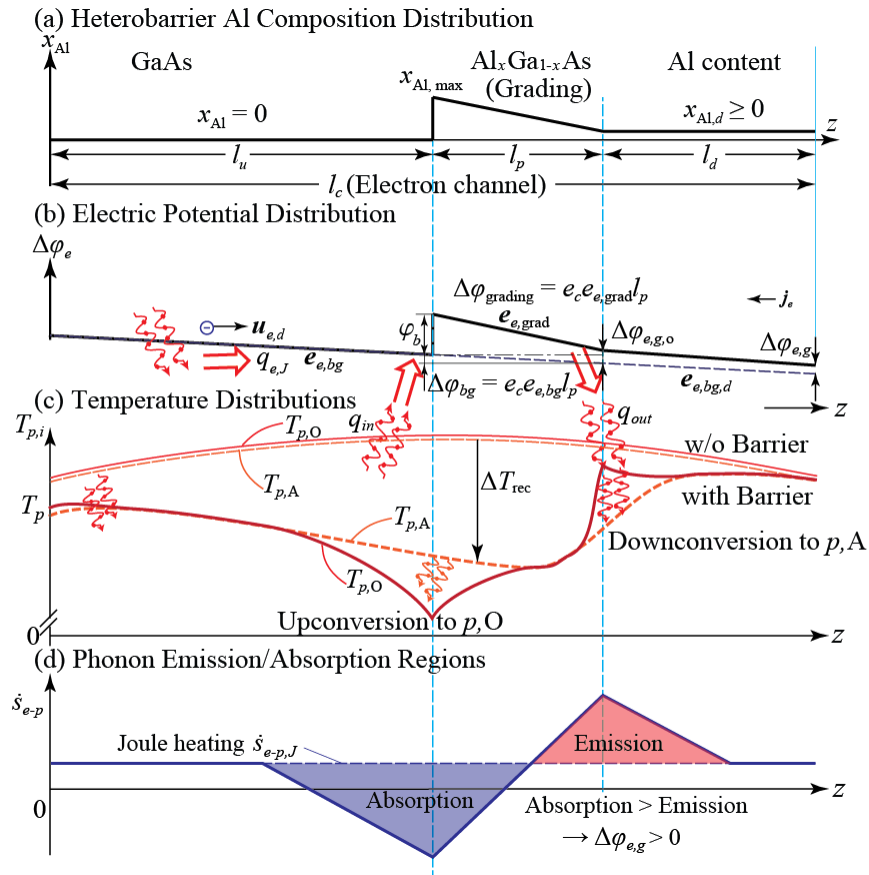 (a) Heterobarrier Al Composition Distribution
xAl
GaAs
AlxGa1-xAs
(Grading)
Al content
xAl, max
xAl = 0
xAl,d ≥ 0
z
lu
lp
ld
lc (Electron channel)
(b) Electric Potential Distribution
Δφe
Δφgrading = ecee,gradlp
ee,grad
je
ue,d
φb
Δφe,g,o
Δφe,g
qe,J
ee,bg
Δφbg = ecee,bglp
ee,bg,d
(c) Temperature Distributions
z
Tp,i
Tp,O
qin
qout
w/o Barrier
Tp,A
ΔTrec
with Barrier
Tp
Tp,A
Downconversion to p,A
Tp,O
Upconversion to p,O
0
z
(d) Phonon Emission/Absorption Regions
ṡe-p
Joule heating ṡe-p,J
Emission
z
0
Absorption
Absorption > Emission
→ Δφe,g > 0